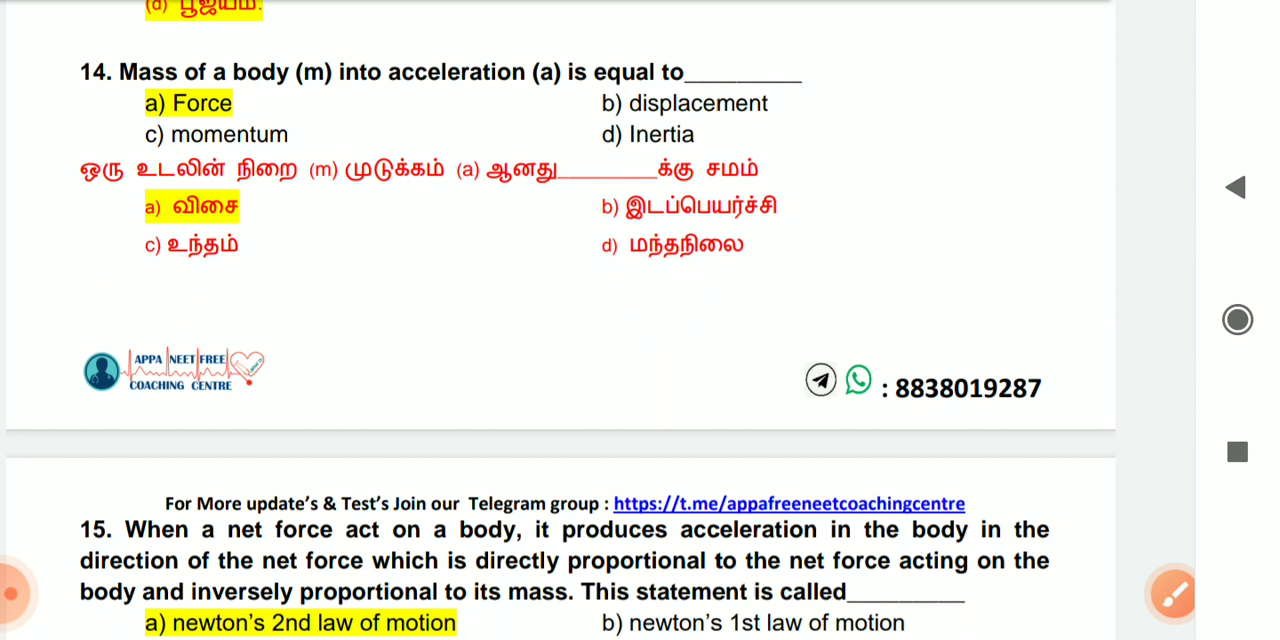 (d) பூஜ்யம்.
14. Mass of a body (m) into acceleration (a) is equal to_________
a) Force b) displacement
c) momentum d) Inertia
ஒரு உடலின் நிறை (m) முடுக்கம் (a) ஆனது_________க்கு சமம்
a) விசை b) இடப்பெயர்ச்சி
c) உந்தம் d) மந்தநிலை
APPA NEET FREE
COACHING CENTRE
: 8838019287
For More update's & Test's Join our Telegram group : https://t.me/appafreeneetcoachingcentre
15. When a net force act on a body, it produces acceleration in the body in the
direction of the net force which is directly proportional to the net force acting on the
body and inversely proportional to its mass. This statement is called_________
a) newton's 2nd law of motion b) newton's 1st law of motion